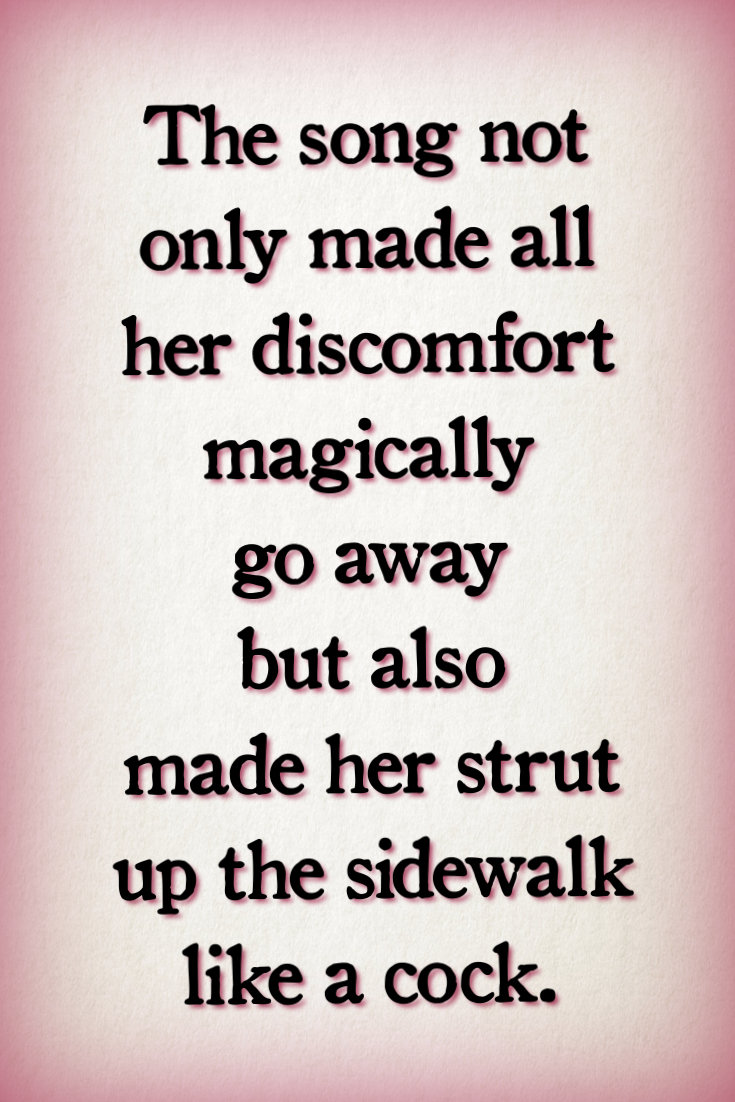 The song not
only made all
her discomfort
magically
go away
but also
made her strut
up the sidewalk
like a cock.